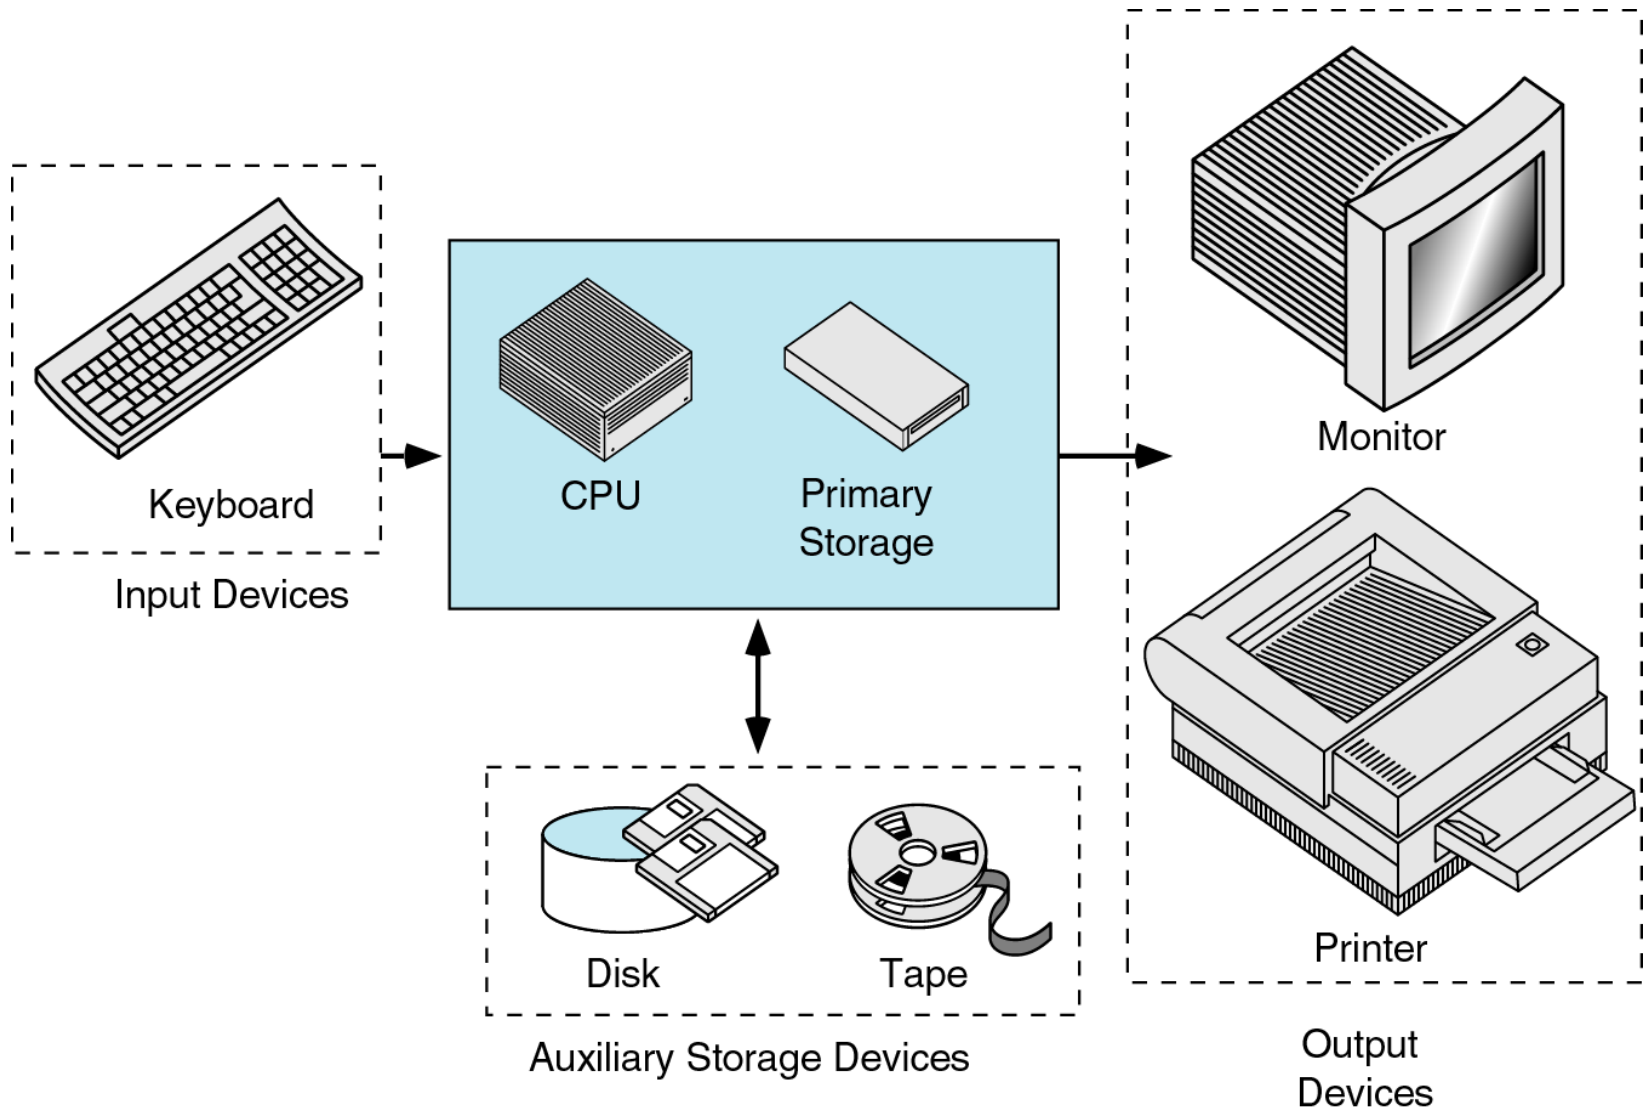 Keyboard
Input Devices
CPU
Primary
Storage
Monitor
Printer
Output
Devices
Disk
Tape
Auxiliary Storage Devices